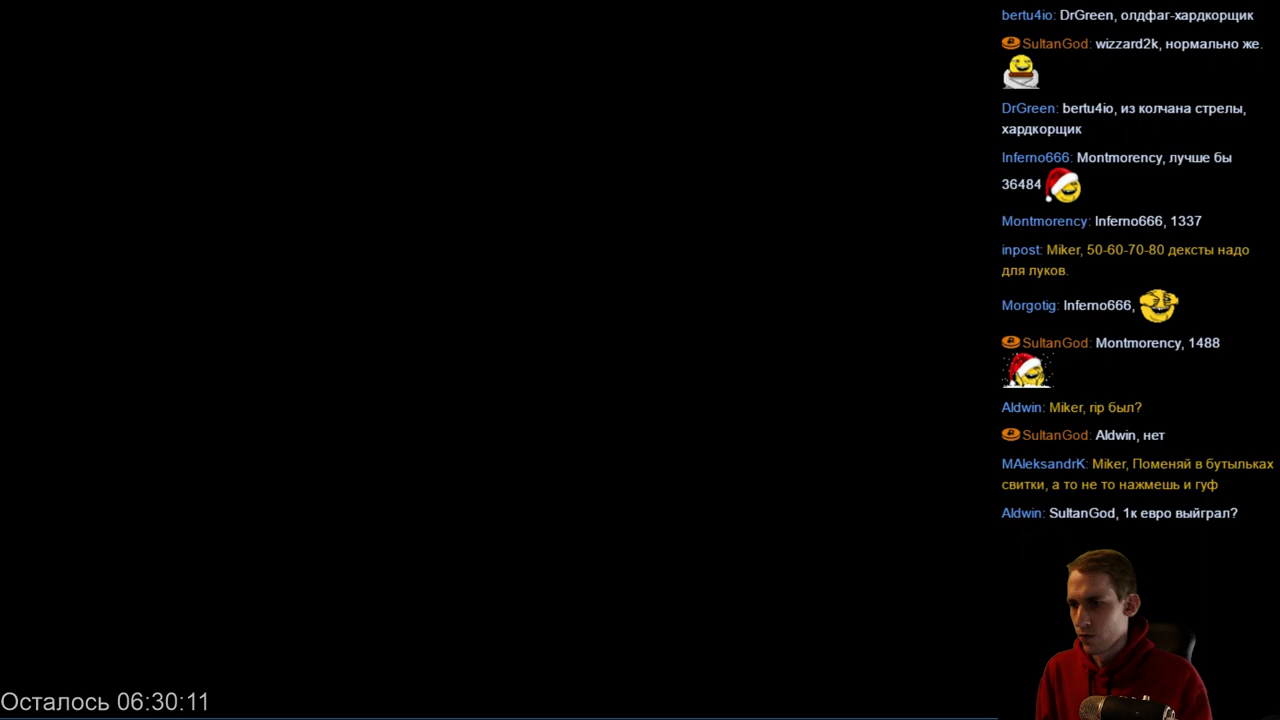 bertu4io: DrGreen, олдфаг-хардкорщик
SultanGod: wizzard2k, нормально же.
DrGreen: bertu4io, из колчана стрелы,
хардкорщик
Inferno666: Montmorency, лучше бы
36484
Montmorency: Inferno666, 1337
inpost: Miker, 50-60-70-80 дексты надо
для луков.
Morgotig: Inferno666,
SultanGod: Montmorency, 1488
Aldwin: Miker, rip был?
SultanGod: Aldwin, нет
MAleksandrK: Miker, Поменяй в бутыльках
свитки, а то не то нажмешь и гуф
Aldwin: SultanGod, 1к евро выйграл?
Осталось 06:30:11